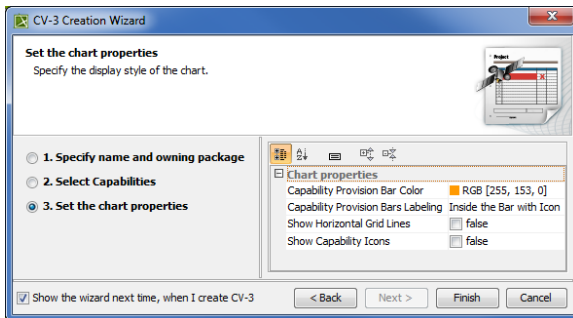 CV-3 Creation Wizard
Set the chart properties
Specify the display style of the chart.
Project
1. Specify name and owning package
2. Select Capabilities
3. Set the chart properties
Chart properties
Capability Provision Bar Color RGB [255, 153, 0]
Capability Provision Bars Labeling Inside the Bar with Icon
Show Horizontal Grid Lines false
Show Capability Icons false
Show the wizard next time, when I create CV-3
< Back Next > Finish Cancel